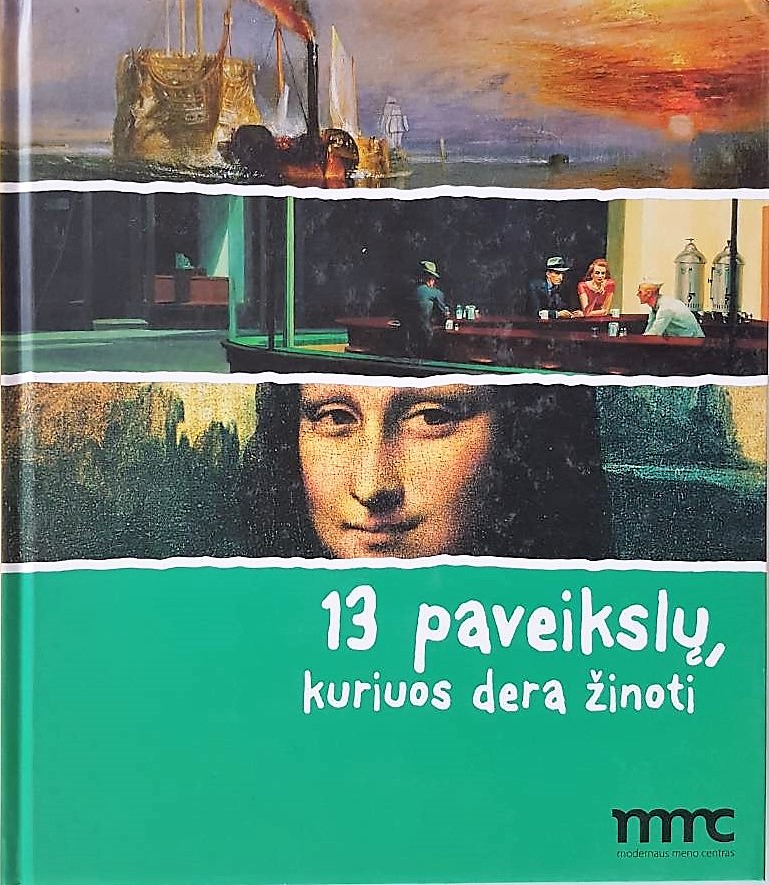 13 paveikslų,
kuriuos dera žinoti
mmc
modernaus meno centras